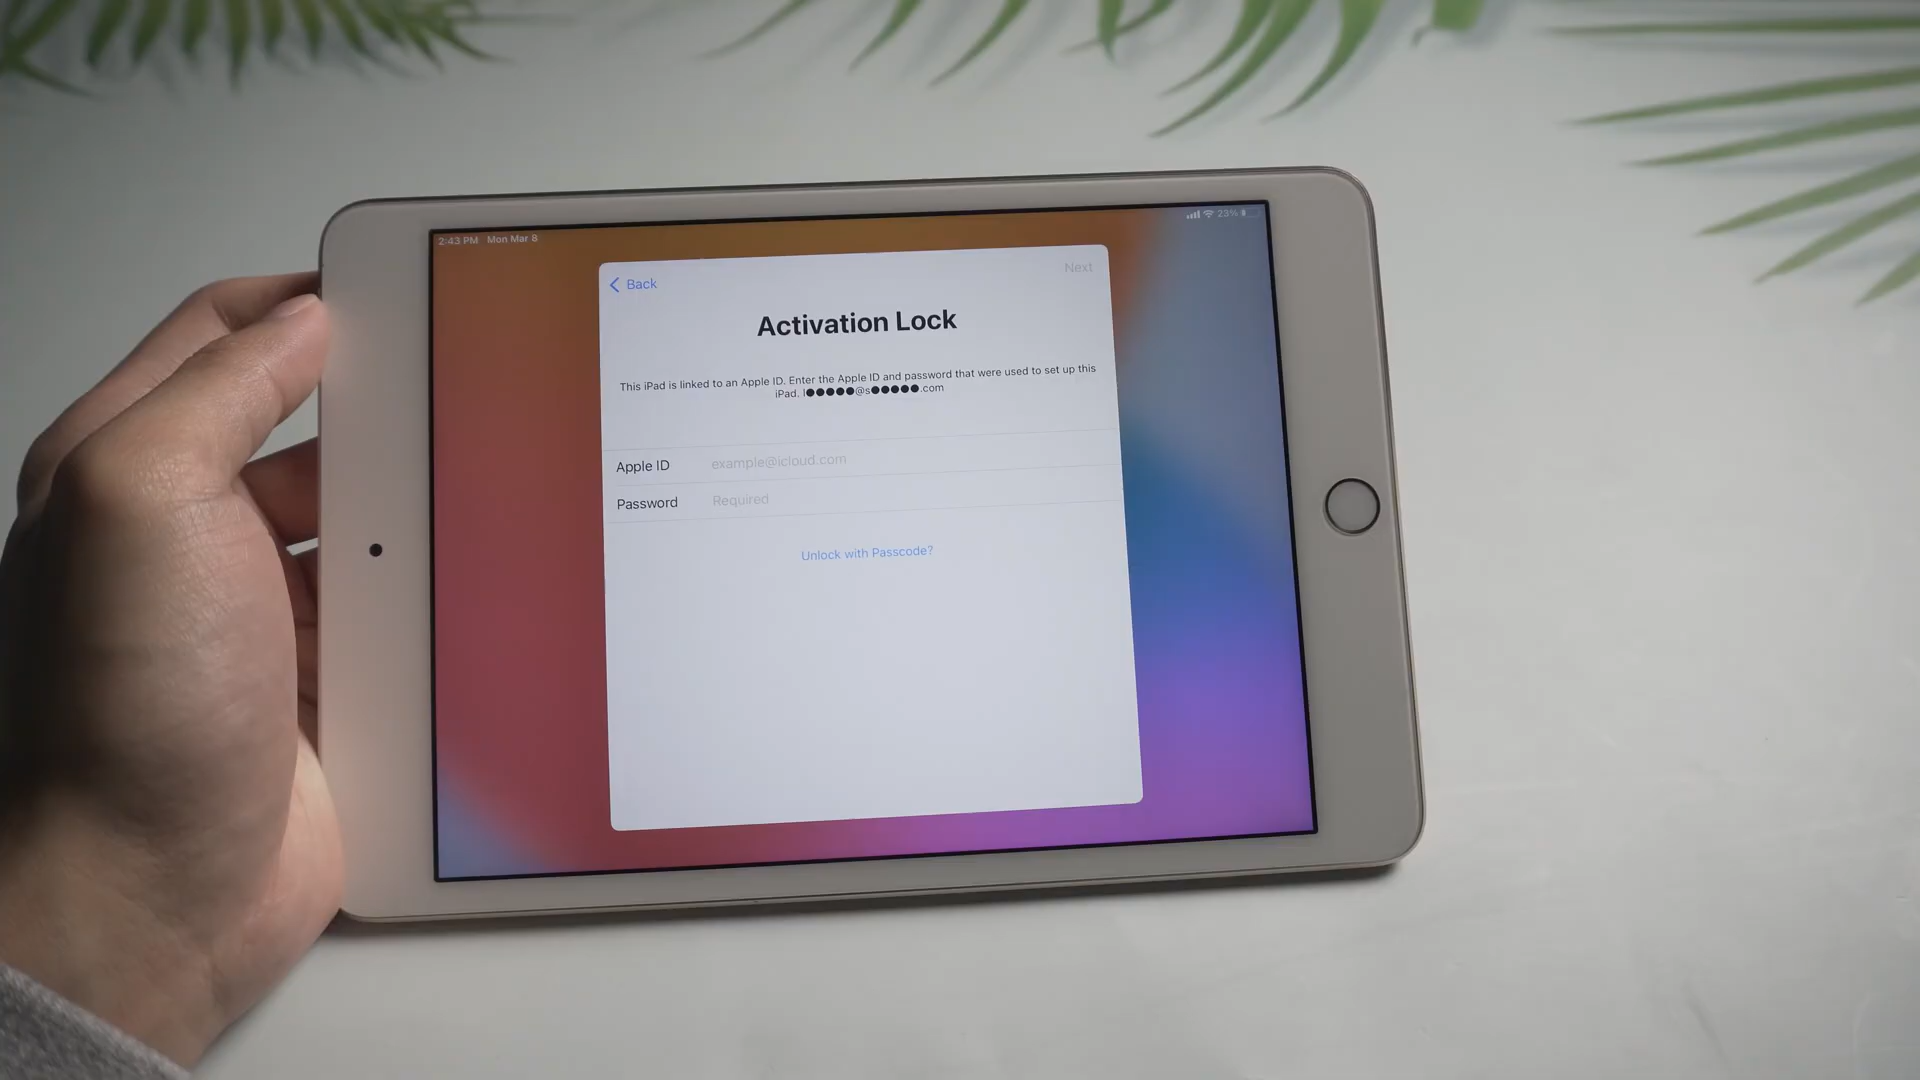 2:43 PM Mon Mar 8
23%
Back
Next
Activation Lock
This iPad is linked to an Apple ID. Enter the Apple ID and password that were used to set up this
iPad. l●●●●●@s●●●●●.com
Apple ID example@icloud.com
Password Required
Unlock with Passcode?